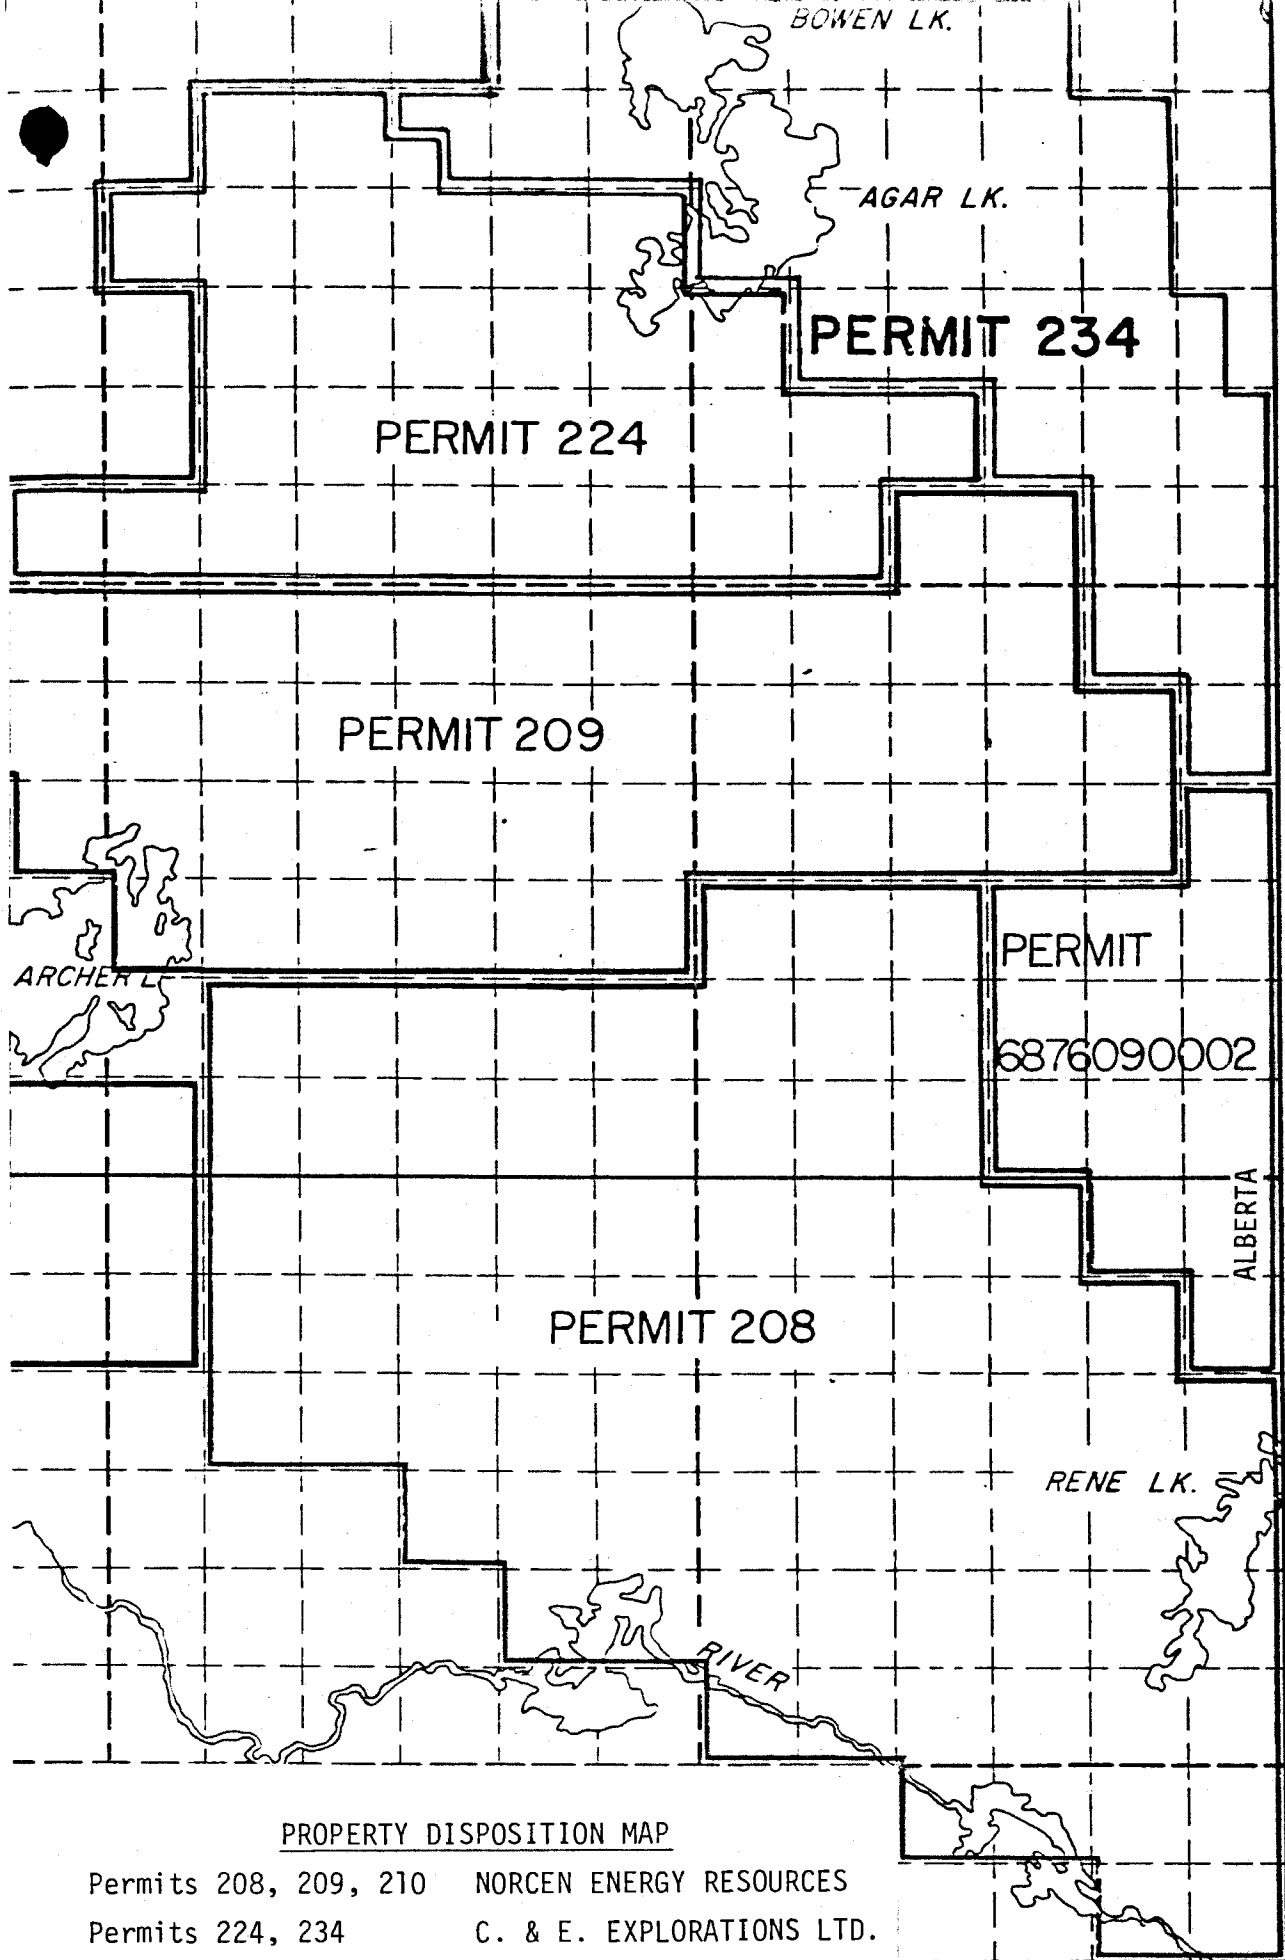 BOWEN LK.
AGAR LK.
PERMIT 234
PERMIT 224
PERMIT 209
PERMIT
ARCHER L
6876090002
ALBERTA
PERMIT 208
RENE LK.
RIVER
PROPERTY DISPOSITION MAP
Permits 208, 209, 210 NORCEN ENERGY RESOURCES
Permits 224, 234 C. & E. EXPLORATIONS LTD.